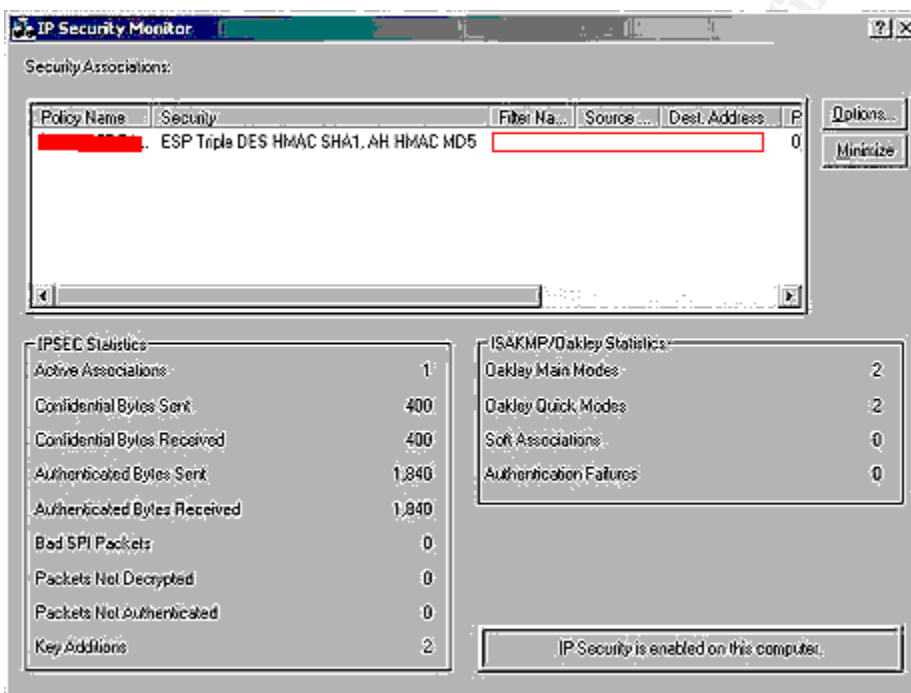 IP Security Monitor
Security Associations:
Policy Name Security Filter Na... Source ... Dest. Address P
ESP Triple DES HMAC SHA1, AH HMAC MD5 0
Options...
Minimize
IPSEC Statistics
Active Associations 1
Confidential Bytes Sent 400
Confidential Bytes Received 400
Authenticated Bytes Sent 1,840
Authenticated Bytes Received 1,840
Bad SPI Packets 0
Packets Not Decrypted 0
Packets Not Authenticated 0
Key Additions 2
ISAKMP/Oakley Statistics
Oakley Main Modes 2
Oakley Quick Modes 2
Soft Associations 0
Authentication Failures 0
IP Security is enabled on this computer.